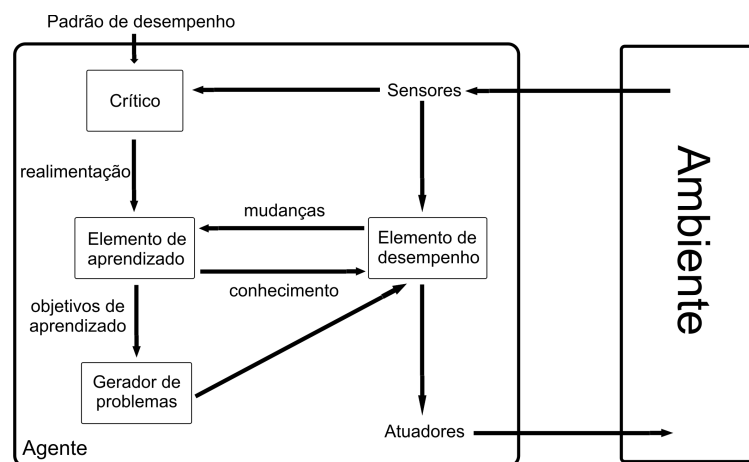 Padrão de desempenho
Crítico
Sensores
realimentação
mudanças
Elemento de
aprendizado
Elemento de
desempenho
conhecimento
objetivos de
aprendizado
Gerador de
problemas
Atuadores
Agente
Ambiente